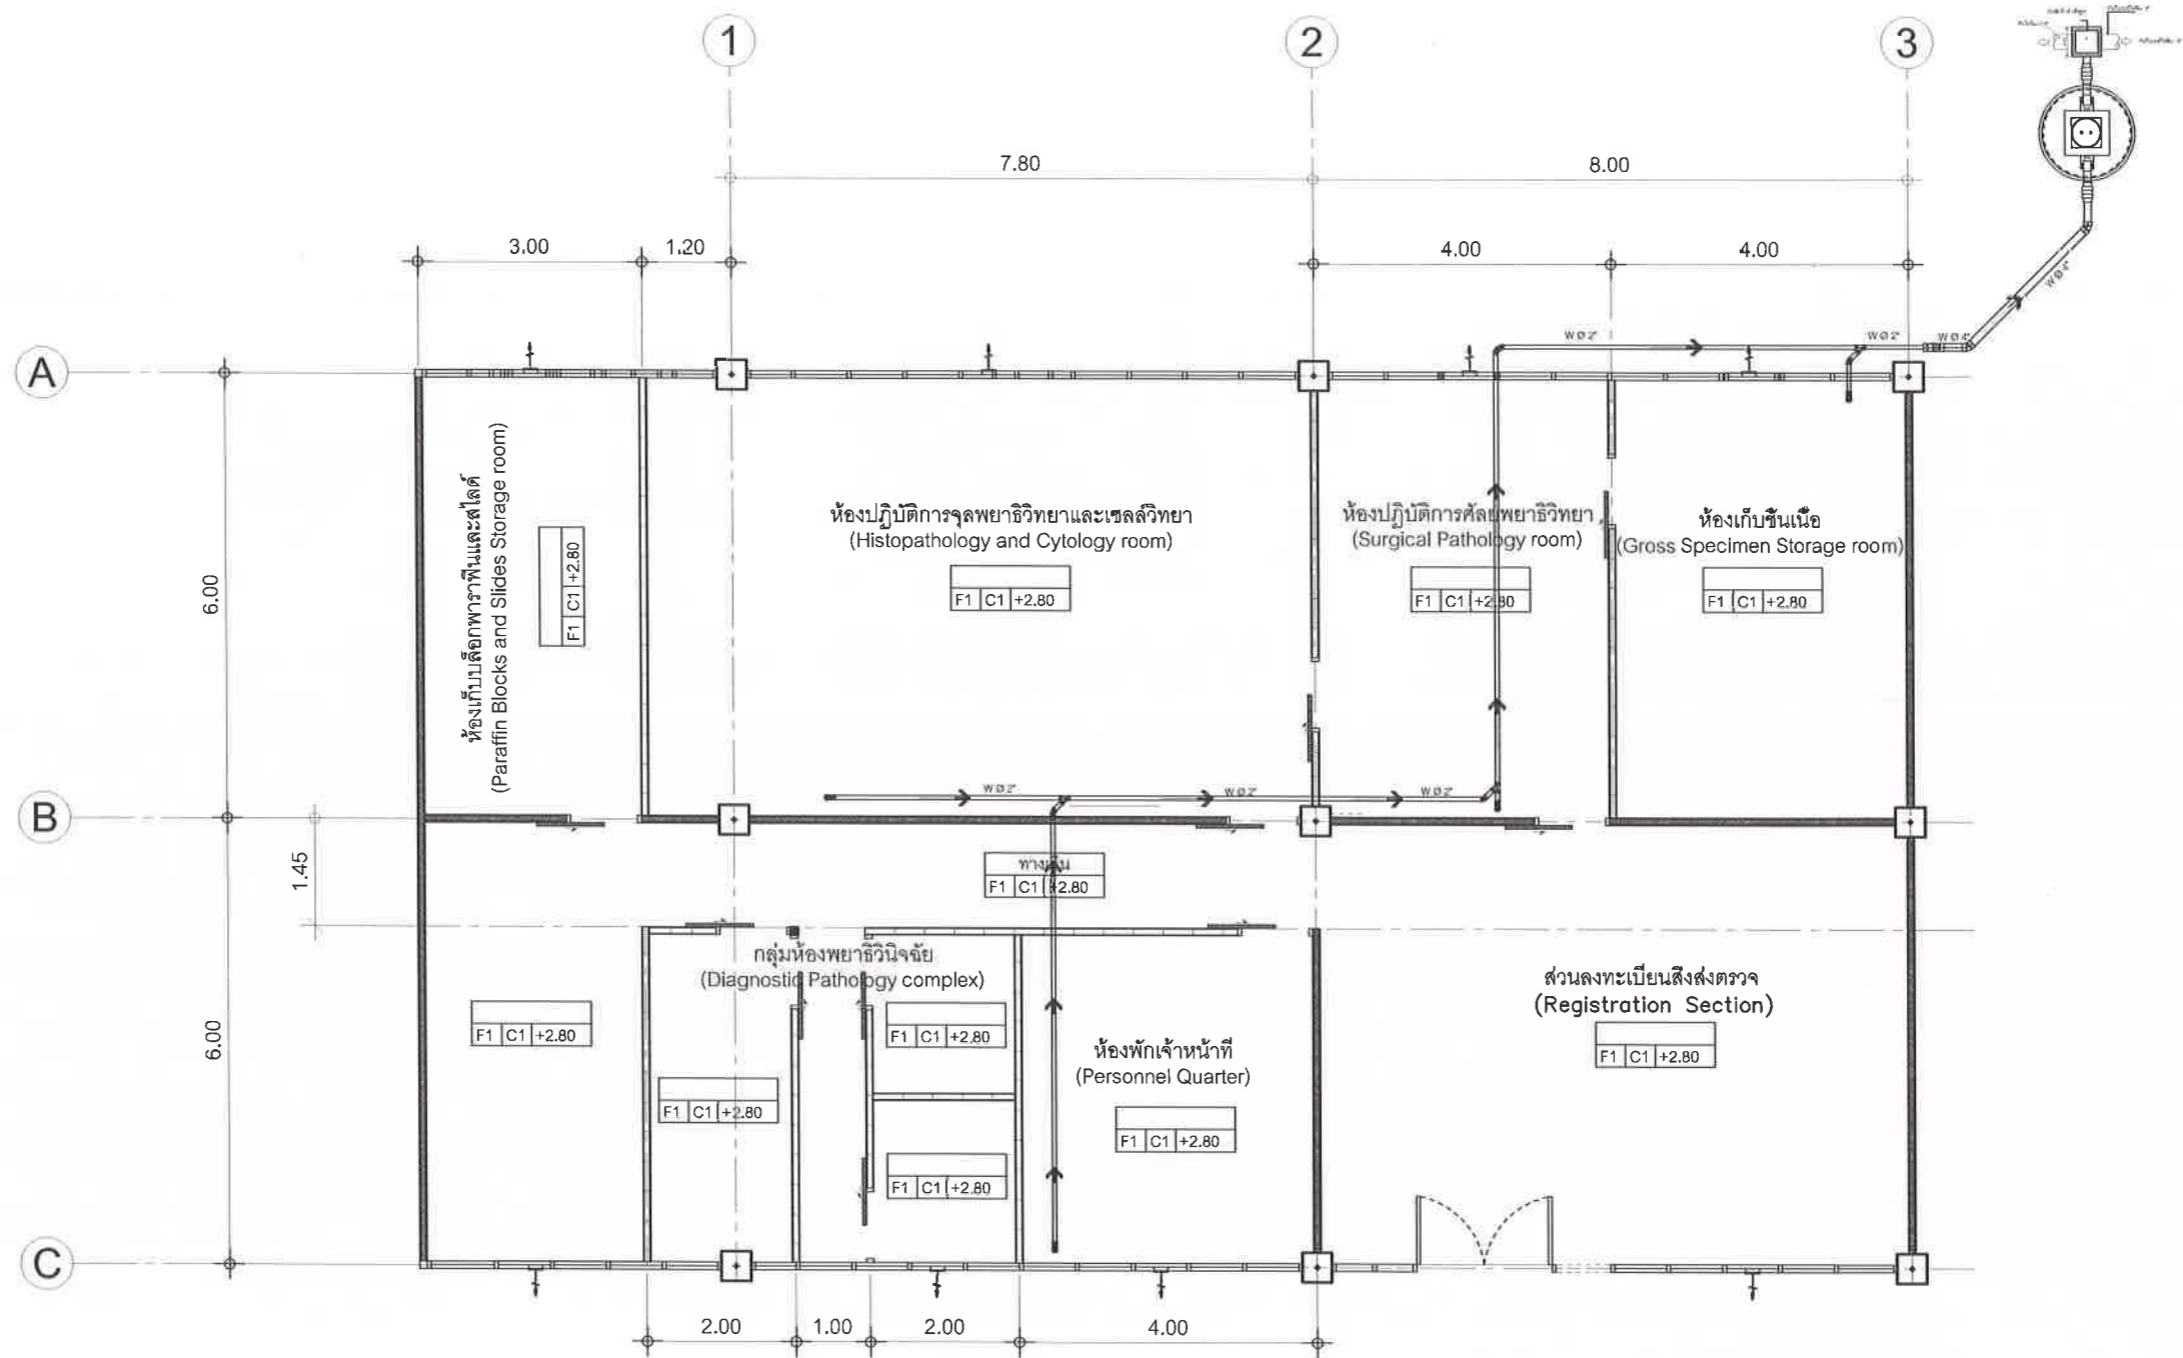 1
2
3
7.80
8.00
3.00
1.20
4.00
4.00
W Ø 4"
W Ø 2"
W Ø 2"
W Ø 4"
A
ห้องเก็บบล็อกพาราฟินและสไลด์
(Paraffin Blocks and Slides Storage room)
F1 C1 +2.80
ห้องปฏิบัติการจุลพยาธิวิทยาและเซลล์วิทยา
(Histopathology and Cytology room)
F1 C1 +2.80
ห้องปฏิบัติการศัลยพยาธิวิทยา
(Surgical Pathology room)
F1 C1 +2.80
ห้องเก็บชิ้นเนื้อ
(Gross Specimen Storage room)
F1 C1 +2.80
6.00
W Ø 2"
W Ø 2"
W Ø 2"
B
1.45
ทางเดิน
F1 C1 +2.80
กลุ่มห้องพยาธิวินิจฉัย
(Diagnostic Pathology complex)
ส่วนลงทะเบียนสิ่งส่งตรวจ
(Registration Section)
F1 C1 +2.80
F1 C1 +2.80
F1 C1 +2.80
6.00
ห้องพักเจ้าหน้าที่
(Personnel Quarter)
F1 C1 +2.80
F1 C1 +2.80
F1 C1 +2.80
C
2.00
1.00
2.00
4.00